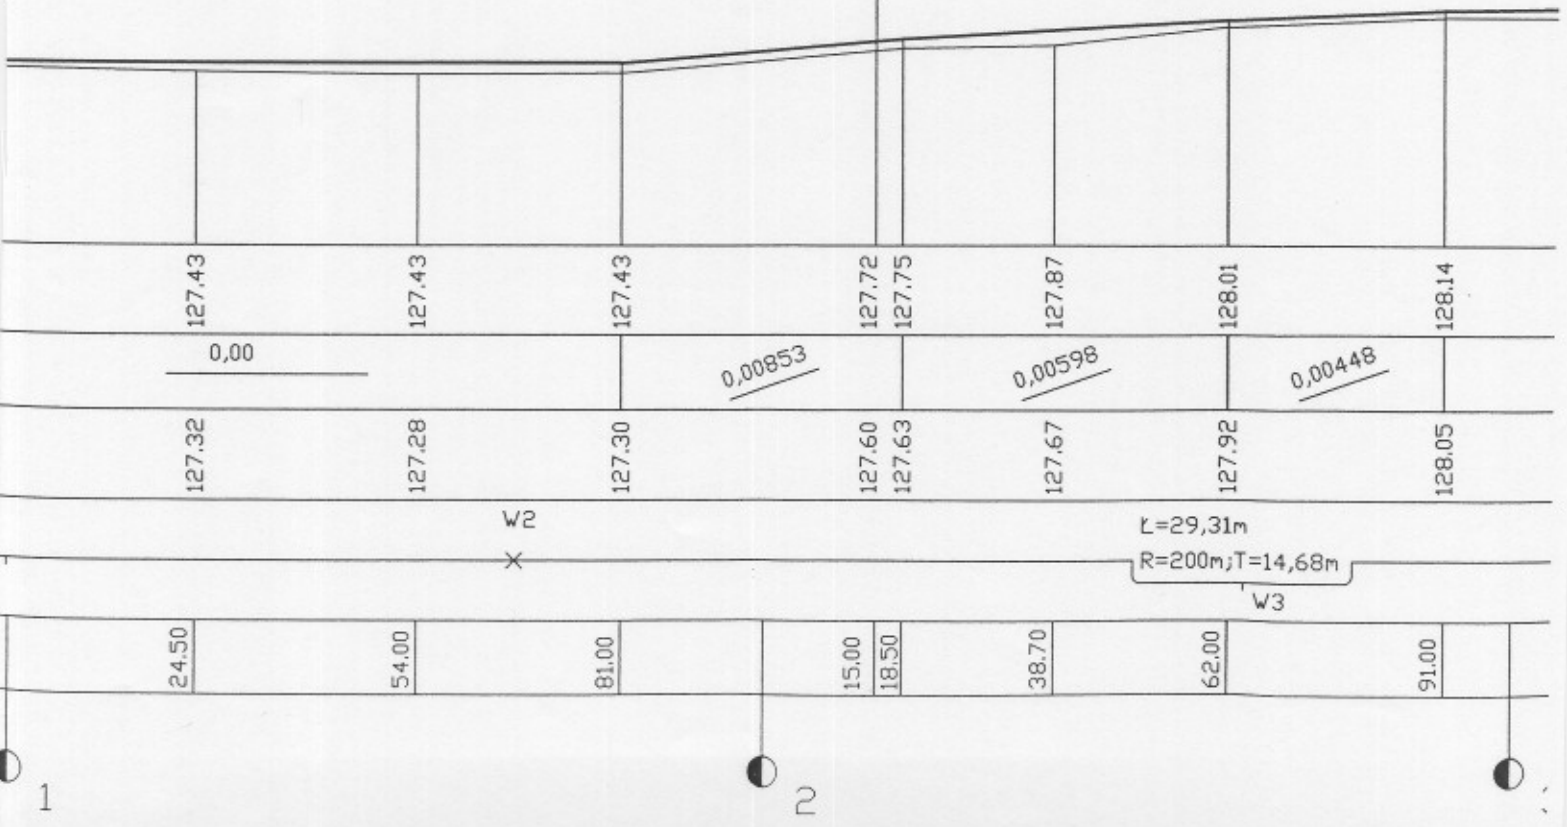 127.43 127.43 127.43 127.72 127.75 127.87 128.01 128.14
0,00 0,00853 0,00598 0,00448
127.32 127.28 127.30 127.60 127.63 127.67 127.92 128.05
W2
Ł=29,31m
R=200m;T=14,68m
W3
24.50 54.00 81.00 15.00 18.50 38.70 62.00 91.00
1 2